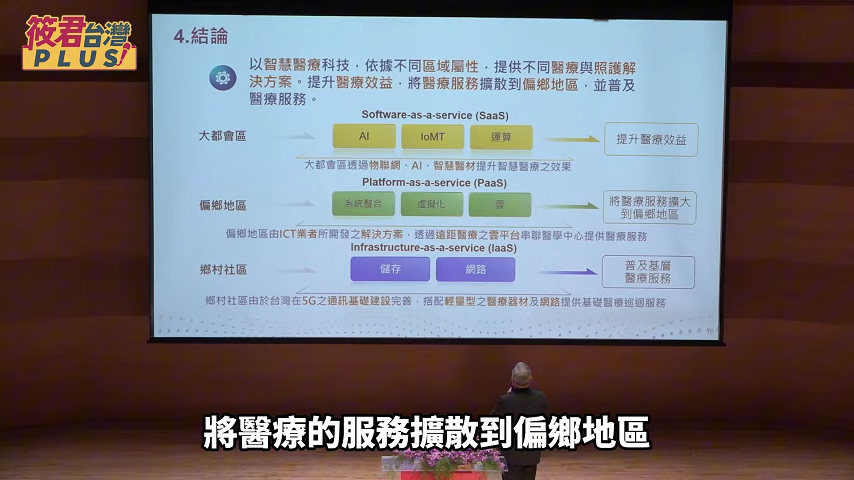 筱君台灣
PLUS!
4.結論
以智慧醫療科技，依據不同區域屬性，提供不同醫療與照護解
決方案。提升醫療效益，將醫療服務擴散到偏鄉地區，並普及
醫療服務。
Software-as-a-service (SaaS)
大都會區
AI
IoMT
運算
提升醫療效益
大都會區透過物聯網、AI、智慧醫材提升智慧醫療之效果
Platform-as-a-service (PaaS)
偏鄉地區
系統整合
虛擬化
雲
將醫療服務擴大
到偏鄉地區
偏鄉地區由ICT業者所開發之解決方案，透過遠距醫療之雲平台串聯醫學中心提供醫療服務
Infrastructure-as-a-service (IaaS)
鄉村社區
儲存
網路
普及基層
醫療服務
鄉村社區由於台灣在5G之通訊基礎建設完善，搭配輕量型之醫療器材及網路提供基礎醫療巡迴服務
將醫療的服務擴散到偏鄉地區